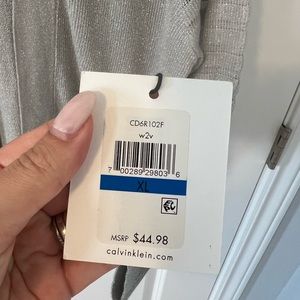 CD6R102F
w2v
7 00289 29803 6
XL
MSRP $44.98
calvinklein.com